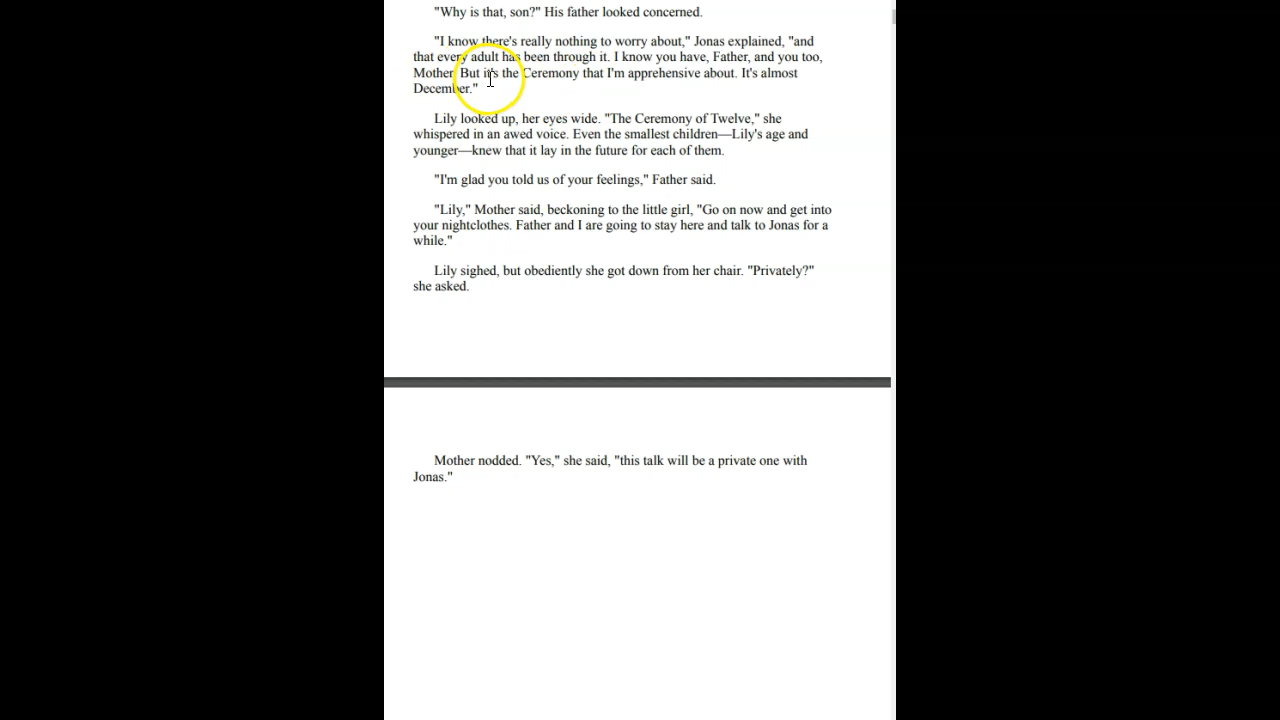 "Why is that, son?" His father looked concerned.
"I know there's really nothing to worry about," Jonas explained, "and
that every adult has been through it. I know you have, Father, and you too,
Mother. But it's the Ceremony that I'm apprehensive about. It's almost
December."
Lily looked up, her eyes wide. "The Ceremony of Twelve," she
whispered in an awed voice. Even the smallest children—Lily's age and
younger—knew that it lay in the future for each of them.
"I'm glad you told us of your feelings," Father said.
"Lily," Mother said, beckoning to the little girl, "Go on now and get into
your nightclothes. Father and I are going to stay here and talk to Jonas for a
while."
Lily sighed, but obediently she got down from her chair. "Privately?"
she asked.
Mother nodded. "Yes," she said, "this talk will be a private one with
Jonas."